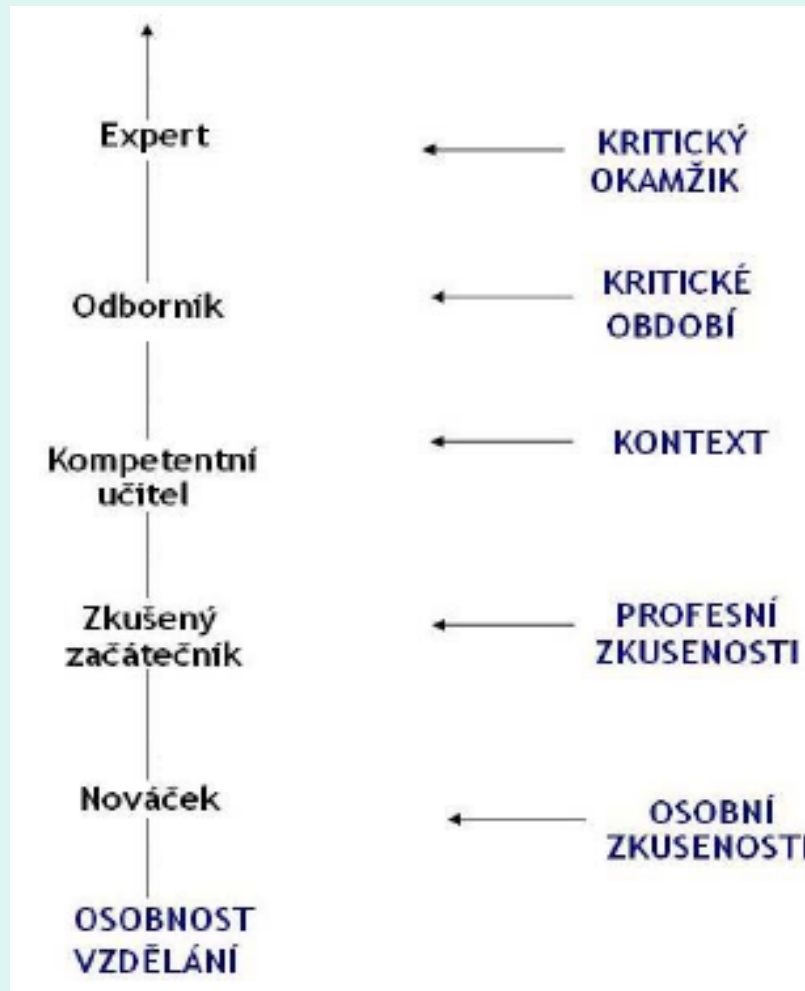 Expert
KRITICKÝ
OKAMŽIK
Odborník
KRITICKÉ
OBDOBÍ
Kompetentní
učitel
KONTEXT
Zkušený
začátečník
PROFESNÍ
ZKUSENOSTI
Nováček
OSOBNÍ
ZKUSENOSTI
OSOBNOST
VZDĚLÁNÍ